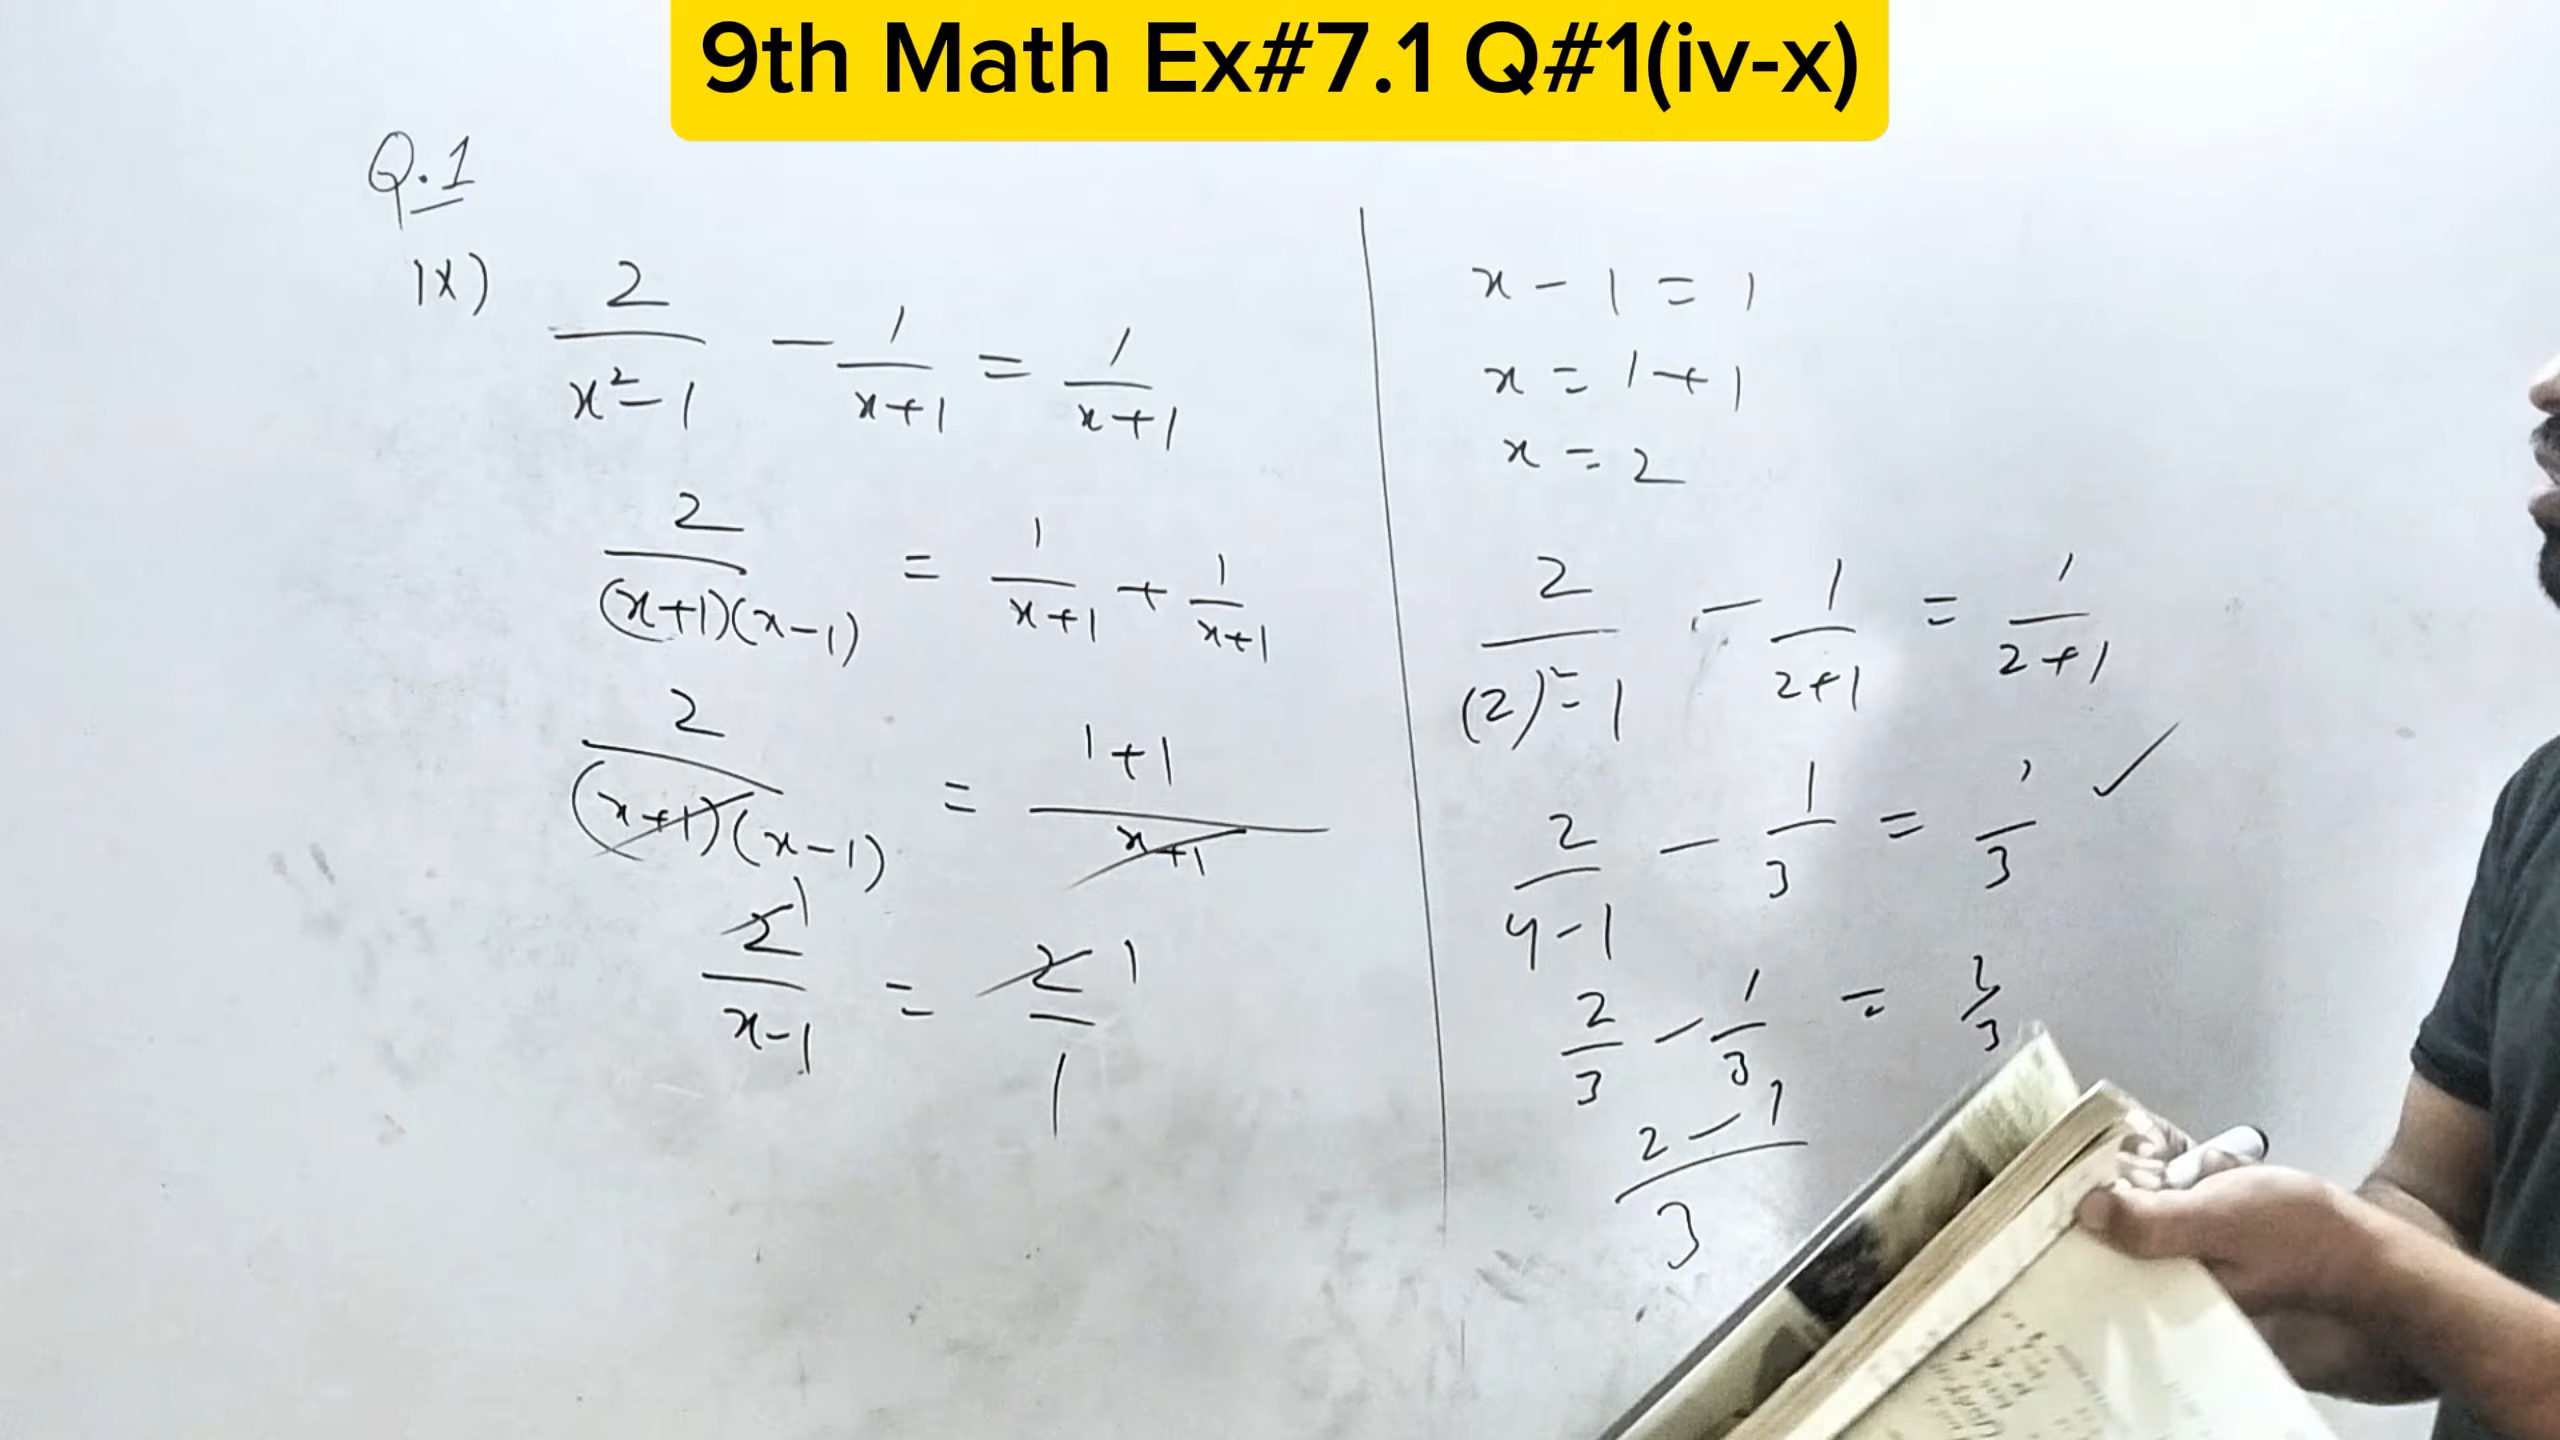 9th Math Ex#7.1 Q#1(iv-x)
Q.1
ix) 2/(x²-1) - 1/(x+1) = 1/(x+1)
2/((x+1)(x-1)) = 1/(x+1) + 1/(x+1)
2/((x+1)(x-1)) = (1+1)/(x+1)
2 1/(x-1) = 2 1/1
x - 1 = 1
x = 1+1
x = 2
2/((2)²-1) - 1/(2+1) = 1/(2+1)
2/(4-1) - 1/3 = 1/3 ✓
2/3 - 1/3 = 1/3
(2-1)/3